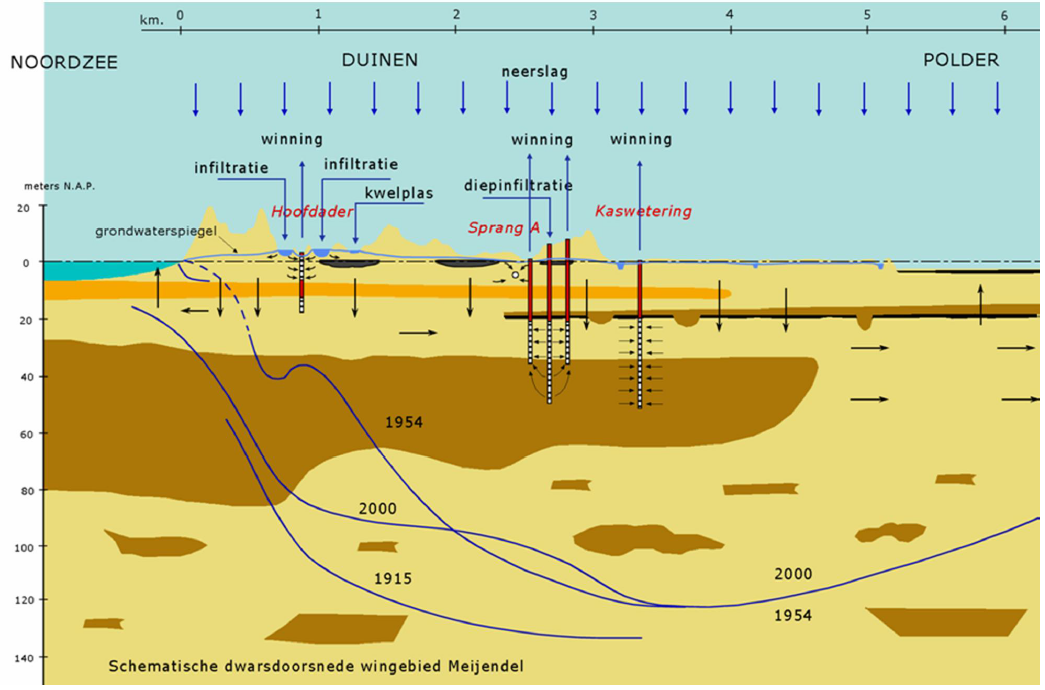 km. 0 1 2 3 4 5 6
NOORDZEE DUINEN POLDER
neerslag
winning winning winning
infiltratie infiltratie
kwelplas diepinfiltratie
meters N.A.P.
Hoofdader Sprang A Kaswetering
grondwaterspiegel
20
0
20
40
60
80
100
120
140
1954
2000
1915
2000
1954
Schematische dwarsdoorsnede wingebied Meijendel